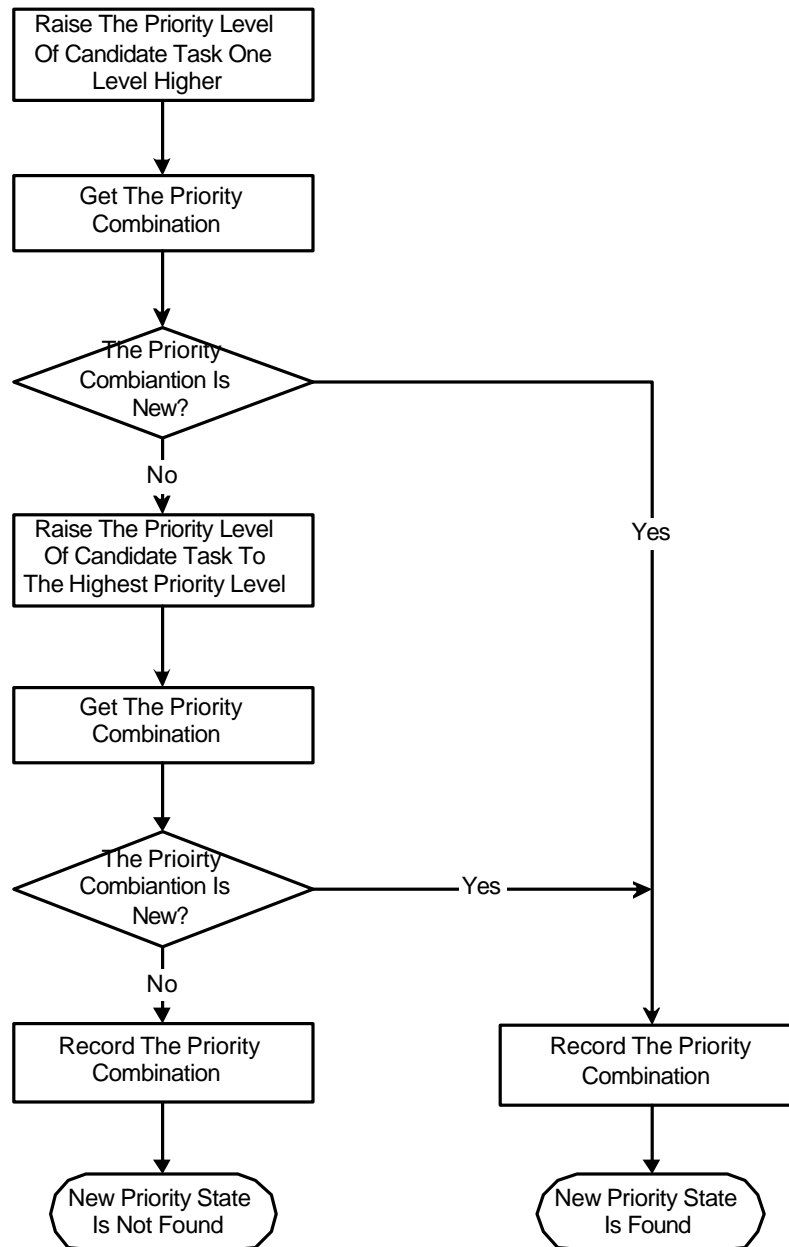 Raise The Priority Level
Of Candidate Task One
Level Higher
Get The Priority
Combination
The Priority
Combiantion Is
New?
No
Raise The Priority Level
Of Candidate Task To
The Highest Priority Level
Yes
Get The Priority
Combination
The Prioirty
Combiantion Is
New?
Yes
No
Record The Priority
Combination
Record The Priority
Combination
New Priority State
Is Not Found
New Priority State
Is Found